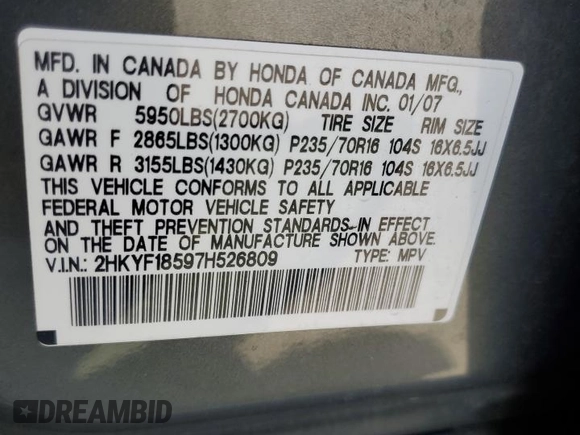 MFD. IN CANADA BY HONDA OF CANADA MFG.,
A DIVISION OF HONDA CANADA INC. 01/07
GVWR 5950LBS(2700KG) TIRE SIZE RIM SIZE
GAWR F 2865LBS(1300KG) P235/70R16 104S 16X6.5JJ
GAWR R 3155LBS(1430KG) P235/70R16 104S 16X6.5JJ
THIS VEHICLE CONFORMS TO ALL APPLICABLE
FEDERAL MOTOR VEHICLE SAFETY
AND THEFT PREVENTION STANDARDS IN EFFECT
ON THE DATE OF MANUFACTURE SHOWN ABOVE.
V.I.N.: 2HKYF18597H526809 TYPE: MPV
DREAMBID